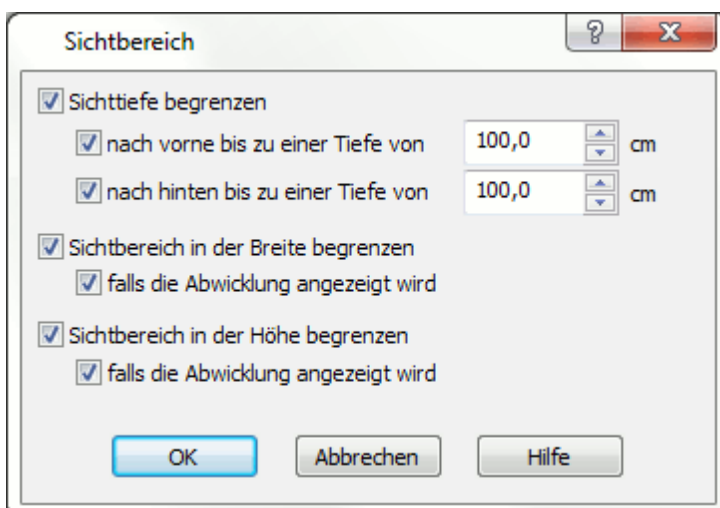 Sichtbereich
Sichttiefe begrenzen
nach vorne bis zu einer Tiefe von 100,0 cm
nach hinten bis zu einer Tiefe von 100,0 cm
Sichtbereich in der Breite begrenzen
falls die Abwicklung angezeigt wird
Sichtbereich in der Höhe begrenzen
falls die Abwicklung angezeigt wird
OK Abbrechen Hilfe